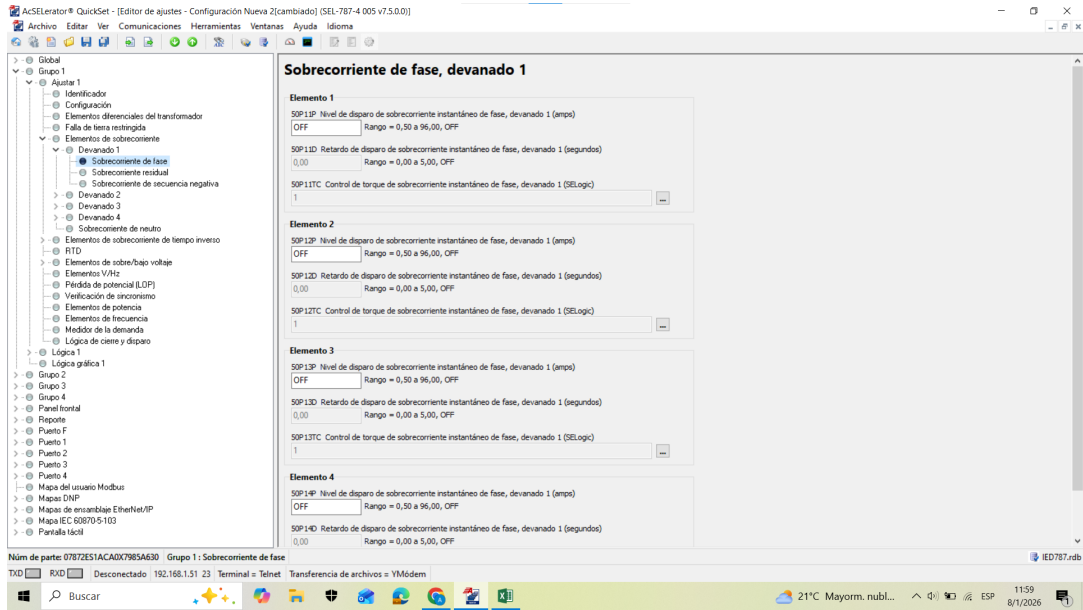 AcSELerator® QuickSet - [Editor de ajustes - Configuración Nueva 2[cambiado] (SEL-787-4 005 v7.5.0.0)]
Archivo Editar Ver Comunicaciones Herramientas Ventanas Ayuda Idioma
Global
Grupo 1
Ajustar 1
Identificador
Configuración
Elementos diferenciales del transformador
Falla de tierra restringida
Elementos de sobrecorriente
Devanado 1
Sobrecorriente de fase
Sobrecorriente residual
Sobrecorriente de secuencia negativa
Devanado 2
Devanado 3
Devanado 4
Sobrecorriente de neutro
Elementos de sobrecorriente de tiempo inverso
RTD
Elementos de sobre/bajo voltaje
Elementos V/Hz
Pérdida de potencial (LOP)
Verificación de sincronismo
Elementos de potencia
Elementos de frecuencia
Medidor de la demanda
Lógica de cierre y disparo
Lógica 1
Lógica gráfica 1
Grupo 2
Grupo 3
Grupo 4
Panel frontal
Reporte
Puerto F
Puerto 1
Puerto 2
Puerto 3
Puerto 4
Mapa del usuario Modbus
Mapas DNP
Mapas de ensamblaje EtherNet/IP
Mapa IEC 60870-5-103
Pantalla táctil
Sobrecorriente de fase, devanado 1
Elemento 1
50P11P Nivel de disparo de sobrecorriente instantáneo de fase, devanado 1 (amps)
OFF Rango = 0,50 a 96,00, OFF
50P11D Retardo de disparo de sobrecorriente instantáneo de fase, devanado 1 (segundos)
0,00 Rango = 0,00 a 5,00, OFF
50P11TC Control de torque de sobrecorriente instantáneo de fase, devanado 1 (SELogic)
1 ...
Elemento 2
50P12P Nivel de disparo de sobrecorriente instantáneo de fase, devanado 1 (amps)
OFF Rango = 0,50 a 96,00, OFF
50P12D Retardo de disparo de sobrecorriente instantáneo de fase, devanado 1 (segundos)
0,00 Rango = 0,00 a 5,00, OFF
50P12TC Control de torque de sobrecorriente instantáneo de fase, devanado 1 (SELogic)
1 ...
Elemento 3
50P13P Nivel de disparo de sobrecorriente instantáneo de fase, devanado 1 (amps)
OFF Rango = 0,50 a 96,00, OFF
50P13D Retardo de disparo de sobrecorriente instantáneo de fase, devanado 1 (segundos)
0,00 Rango = 0,00 a 5,00, OFF
50P13TC Control de torque de sobrecorriente instantáneo de fase, devanado 1 (SELogic)
1 ...
Elemento 4
50P14P Nivel de disparo de sobrecorriente instantáneo de fase, devanado 1 (amps)
OFF Rango = 0,50 a 96,00, OFF
50P14D Retardo de disparo de sobrecorriente instantáneo de fase, devanado 1 (segundos)
0,00 Rango = 0,00 a 5,00, OFF
Núm de parte: 07872ES1ACA0X7985A630 Grupo 1 : Sobrecorriente de fase IED787.rdb
TXD RXD Desconectado 192.168.1.51 23 Terminal = Telnet Transferencia de archivos = YMódem
Buscar 21°C Mayorm. nubl... ESP 11:59
8/1/2026